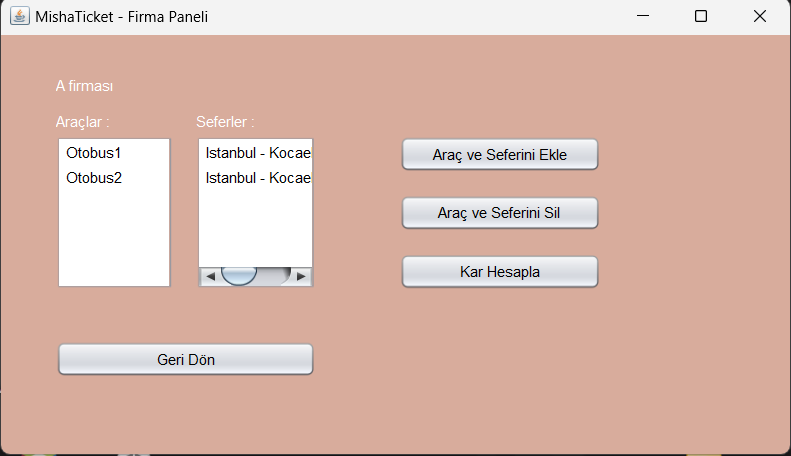 MishaTicket - Firma Paneli
A firması
Araçlar :
Seferler :
Otobus1
Otobus2
Istanbul - Kocae
Istanbul - Kocae
Araç ve Seferini Ekle
Araç ve Seferini Sil
Kar Hesapla
Geri Dön